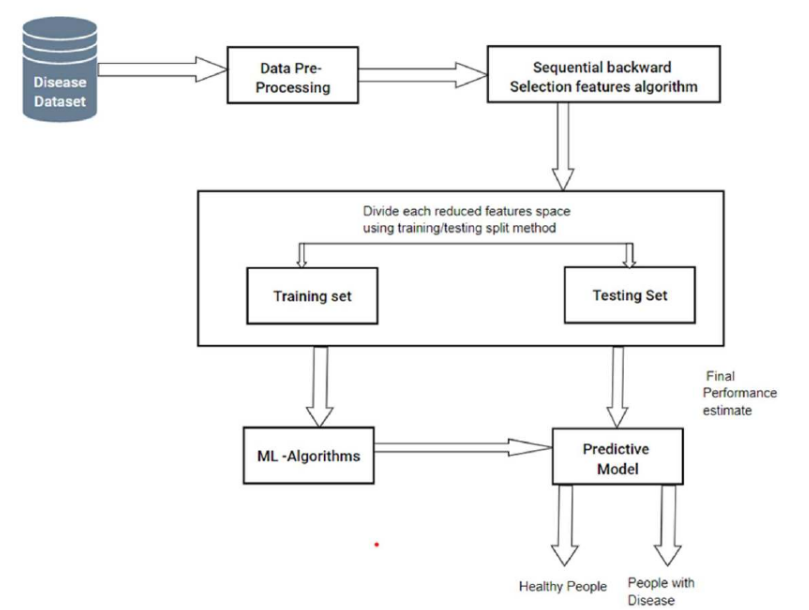 Disease
Dataset
Data Pre-
Processing
Sequential backward
Selection features algorithm
Divide each reduced features space
using training/testing split method
Training set
Testing Set
Final
Performance
estimate
ML -Algorithms
Predictive
Model
Healthy People
People with
Disease